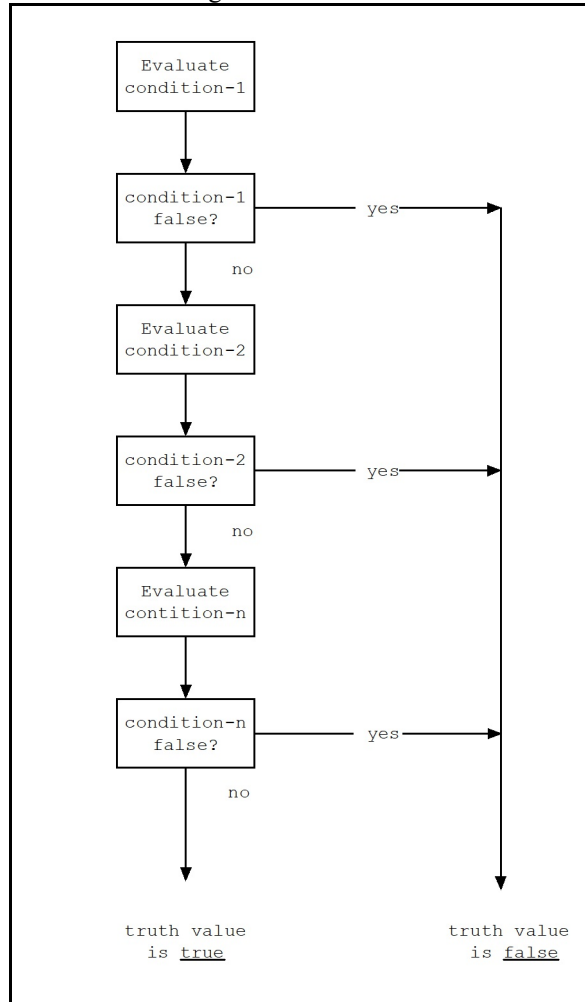 Evaluate
condition-1
condition-1
false?
yes
no
Evaluate
condition-2
condition-2
false?
yes
no
Evaluate
contition-n
condition-n
false?
yes
no
truth value
is true
truth value
is false